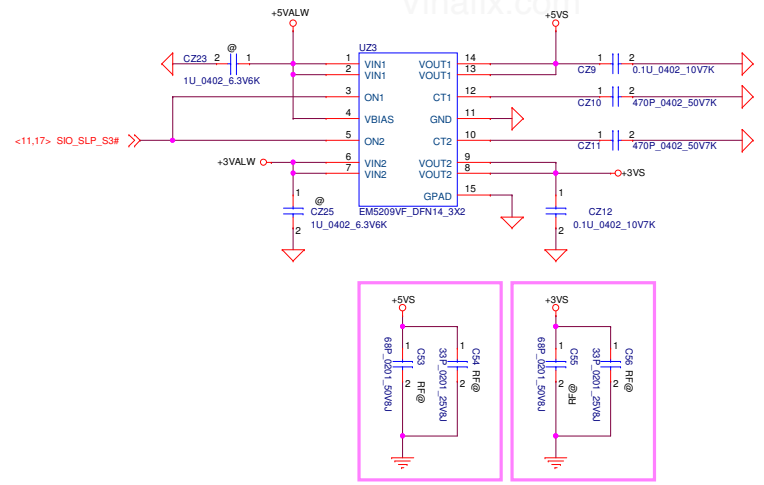 Vinafix.com
+5VALW
+5VS
UZ3
CZ23 2 @ 1
1U_0402_6.3V6K
1 VIN1 VOUT1 14
2 VIN1 VOUT1 13
1 2
CZ9 0.1U_0402_10V7K
3 ON1 CT1 12
1 2
CZ10 470P_0402_50V7K
4 VBIAS GND 11
<11,17> SIO_SLP_S3#
5 ON2 CT2 10
1 2
CZ11 470P_0402_50V7K
+3VALW
6 VIN2 VOUT2 9
7 VIN2 VOUT2 8
+3VS
GPAD 15
EM5209VF_DFN14_3X2
1 @
CZ25
2 1U_0402_6.3V6K
1
CZ12
2 0.1U_0402_10V7K
+5VS
1
2
C53
68P_0201_50V8J
RF@
1
2
C54
33P_0201_25V8J
RF@
+3VS
1
2
C55
68P_0201_50V8J
RF@
1
2
C56
33P_0201_25V8J
RF@